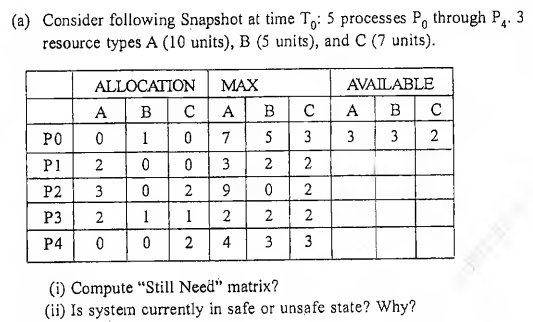 (a) Consider following Snapshot at time T₀: 5 processes P₀ through P₄. 3
resource types A (10 units), B (5 units), and C (7 units).
ALLOCATION MAX AVAILABLE
A B C A B C A B C
P0 0 1 0 7 5 3 3 3 2
P1 2 0 0 3 2 2
P2 3 0 2 9 0 2
P3 2 1 1 2 2 2
P4 0 0 2 4 3 3
(i) Compute “Still Need” matrix?
(ii) Is system currently in safe or unsafe state? Why?